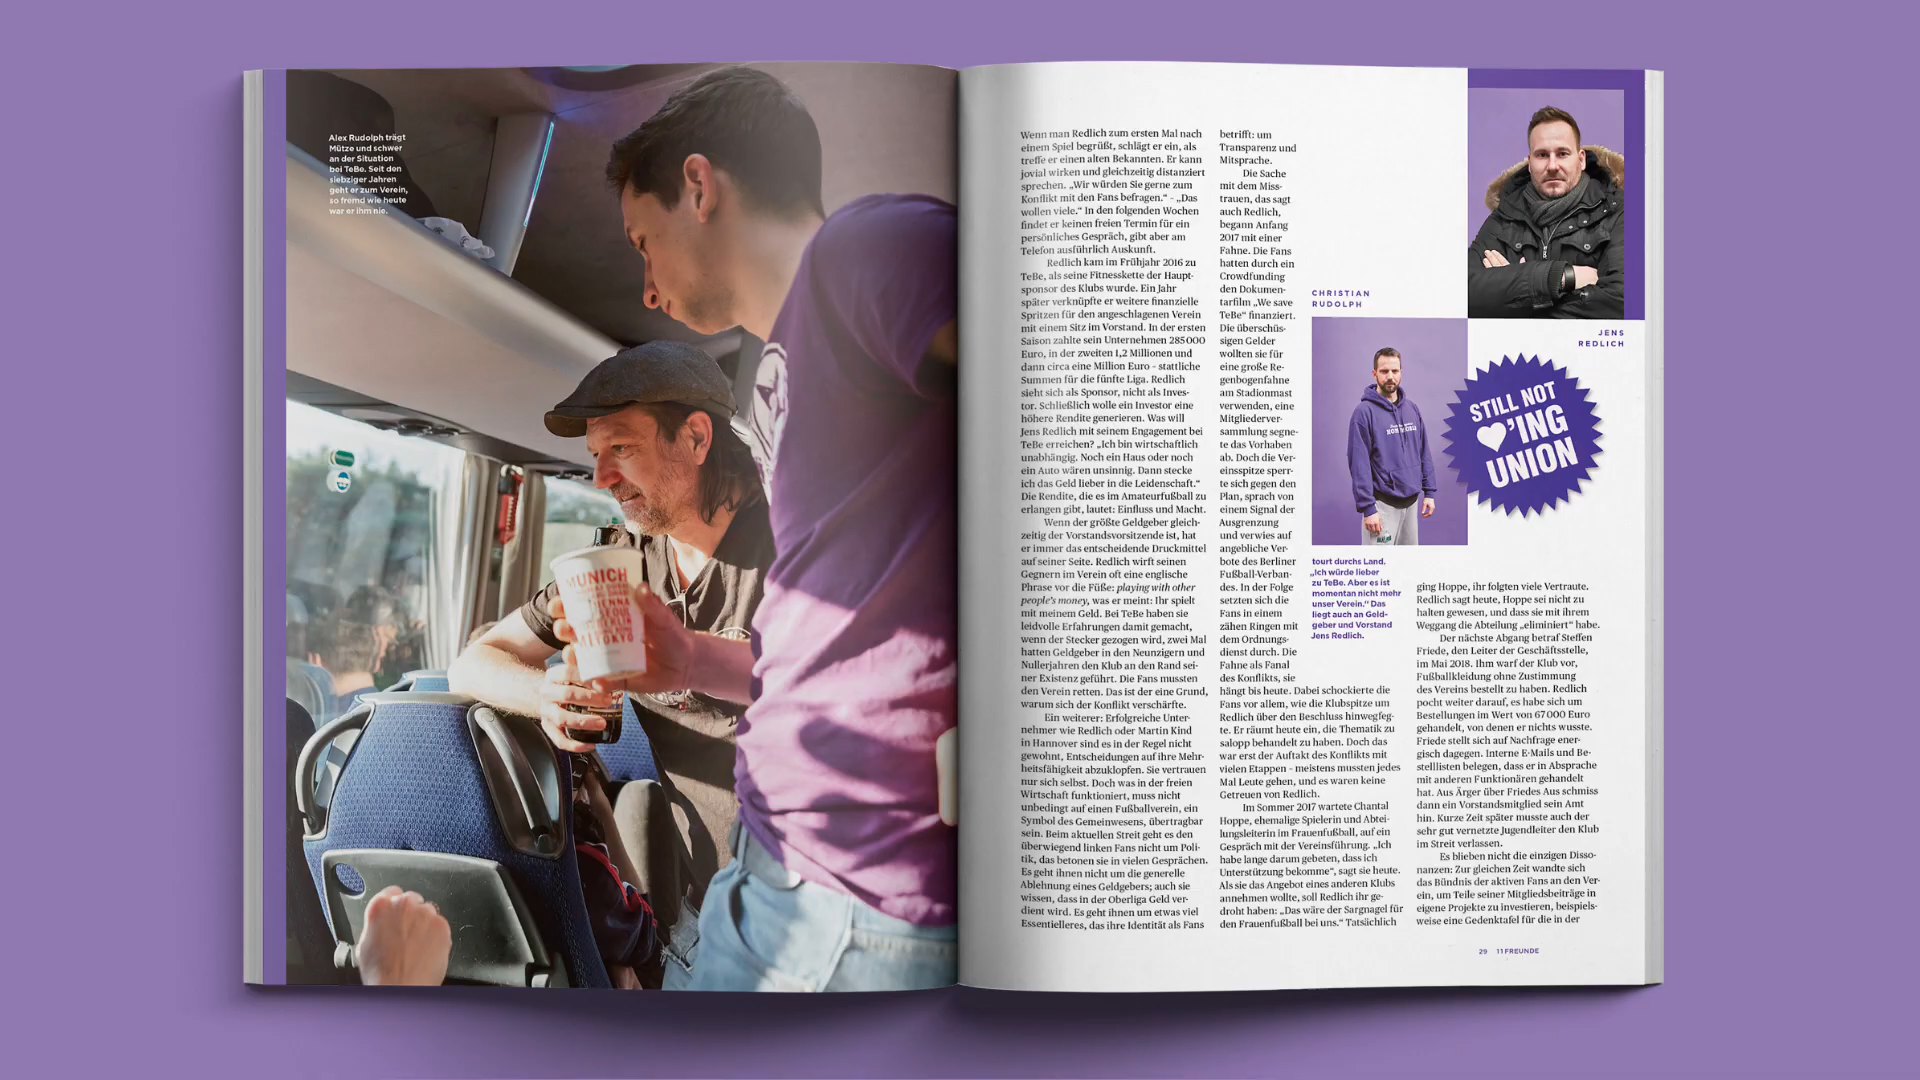 Alex Rudolph trägt
Mütze und schwer
an der Situation
bei TeBe. Seit den
siebziger Jahren
geht er zum Verein,
so fremd wie heute
war er ihm nie.
MUNICH
Wenn man Redlich zum ersten Mal nach
einem Spiel begrüßt, schlägt er ein, als
treffe er einen alten Bekannten. Er kann
jovial wirken und gleichzeitig distanziert
sprechen. „Wir würden Sie gerne zum
Konflikt mit den Fans befragen.“ – „Das
wollen viele.“ In den folgenden Wochen
findet er keinen freien Termin für ein
persönliches Gespräch, gibt aber am
Telefon ausführlich Auskunft.
Redlich kam im Frühjahr 2016 zu
TeBe, als seine Fitnesskette der Haupt-
sponsor des Klubs wurde. Ein Jahr
später verknüpfte er weitere finanzielle
Spritzen für den angeschlagenen Verein
mit einem Sitz im Vorstand. In der ersten
Saison zahlte sein Unternehmen 285 000
Euro, in der zweiten 1,2 Millionen und
dann circa eine Million Euro – stattliche
Summen für die fünfte Liga. Redlich
sieht sich als Sponsor, nicht als Inves-
tor. Schließlich wolle ein Investor eine
höhere Rendite generieren. Was will
Jens Redlich mit seinem Engagement bei
TeBe erreichen? „Ich bin wirtschaftlich
unabhängig. Noch ein Haus oder noch
ein Auto wären unsinnig. Dann stecke
ich das Geld lieber in die Leidenschaft.“
Die Rendite, die es im Amateurfußball zu
erlangen gibt, lautet: Einfluss und Macht.
Wenn der größte Geldgeber gleich-
zeitig der Vorstandsvorsitzende ist, hat
er immer das entscheidende Druckmittel
auf seiner Seite. Redlich wirft seinen
Gegnern im Verein oft eine englische
Phrase vor die Füße: playing with other
people's money, was er meint: Ihr spielt
mit meinem Geld. Bei TeBe haben sie
leidvolle Erfahrungen damit gemacht,
wenn der Stecker gezogen wird, zwei Mal
hatten Geldgeber in den Neunzigern und
Nullerjahren den Klub an den Rand sei-
ner Existenz geführt. Die Fans mussten
den Verein retten. Das ist der eine Grund,
warum sich der Konflikt verschärfte.
Ein weiterer: Erfolgreiche Unter-
nehmer wie Redlich oder Martin Kind
in Hannover sind es in der Regel nicht
gewohnt, Entscheidungen auf ihre Mehr-
heitsfähigkeit abzuklopfen. Sie vertrauen
nur sich selbst. Doch was in der freien
Wirtschaft funktioniert, muss nicht
unbedingt auf einen Fußballverein, ein
Symbol des Gemeinwesens, übertragbar
sein. Beim aktuellen Streit geht es den
überwiegend linken Fans nicht um Poli-
tik, das betonen sie in vielen Gesprächen.
Es geht ihnen nicht um die generelle
Ablehnung eines Geldgebers; auch sie
wissen, dass in der Oberliga Geld ver-
dient wird. Es geht ihnen um etwas viel
Essentielleres, das ihre Identität als Fans
betrifft: um
Transparenz und
Mitsprache.
Die Sache
mit dem Miss-
trauen, das sagt
auch Redlich,
begann Anfang
2017 mit einer
Fahne. Die Fans
hatten durch ein
Crowdfunding
den Dokumen-
tarfilm „We save
TeBe“ finanziert.
Die überschüs-
sigen Gelder
wollten sie für
eine große Re-
genbogenfahne
am Stadionmast
verwenden, eine
Mitgliederver-
sammlung segne-
te das Vorhaben
ab. Doch die Ver-
einsspitze sperr-
te sich gegen den
Plan, sprach von
einem Signal der
Ausgrenzung
und verwies auf
angebliche Ver-
bote des Berliner
Fußball-Verban-
des. In der Folge
setzten sich die
Fans in einem
zähen Ringen mit
dem Ordnungs-
dienst durch. Die
Fahne als Fanal
des Konflikts, sie
hängt bis heute. Dabei schockierte die
Fans vor allem, wie die Klubspitze um
Redlich über den Beschluss hinwegfeg-
te. Er räumt heute ein, die Thematik zu
salopp behandelt zu haben. Doch das
war erst der Auftakt des Konflikts mit
vielen Etappen – meistens mussten jedes
Mal Leute gehen, und es waren keine
Getreuen von Redlich.
Im Sommer 2017 wartete Chantal
Hoppe, ehemalige Spielerin und Abtei-
lungsleiterin im Frauenfußball, auf ein
Gespräch mit der Vereinsführung. „Ich
habe lange darum gebeten, dass ich
Unterstützung bekomme“, sagt sie heute.
Als sie das Angebot eines anderen Klubs
annehmen wollte, soll Redlich ihr ge-
droht haben: „Das wäre der Sargnagel für
den Frauenfußball bei uns.“ Tatsächlich
CHRISTIAN
RUDOLPH
JENS
REDLICH
STILL NOT
♥'ING
UNION
tourt durchs Land.
„Ich würde lieber
zu TeBe. Aber es ist
momentan nicht mehr
unser Verein.“ Das
liegt auch an Geld-
geber und Vorstand
Jens Redlich.
ging Hoppe, ihr folgten viele Vertraute.
Redlich sagt heute, Hoppe sei nicht zu
halten gewesen, und dass sie mit ihrem
Weggang die Abteilung „eliminiert“ habe.
Der nächste Abgang betraf Steffen
Friede, den Leiter der Geschäftsstelle,
im Mai 2018. Ihm warf der Klub vor,
Fußballkleidung ohne Zustimmung
des Vereins bestellt zu haben. Redlich
pocht weiter darauf, es habe sich um
Bestellungen im Wert von 67 000 Euro
gehandelt, von denen er nichts wusste.
Friede stellt sich auf Nachfrage ener-
gisch dagegen. Interne E-Mails und Be-
stelllisten belegen, dass er in Absprache
mit anderen Funktionären gehandelt
hat. Aus Ärger über Friedes Aus schmiss
dann ein Vorstandsmitglied sein Amt
hin. Kurze Zeit später musste auch der
sehr gut vernetzte Jugendleiter den Klub
im Streit verlassen.
Es blieben nicht die einzigen Disso-
nanzen: Zur gleichen Zeit wandte sich
das Bündnis der aktiven Fans an den Ver-
ein, um Teile seiner Mitgliedsbeiträge in
eigene Projekte zu investieren, beispiels-
weise eine Gedenktafel für die in der
29 11FREUNDE